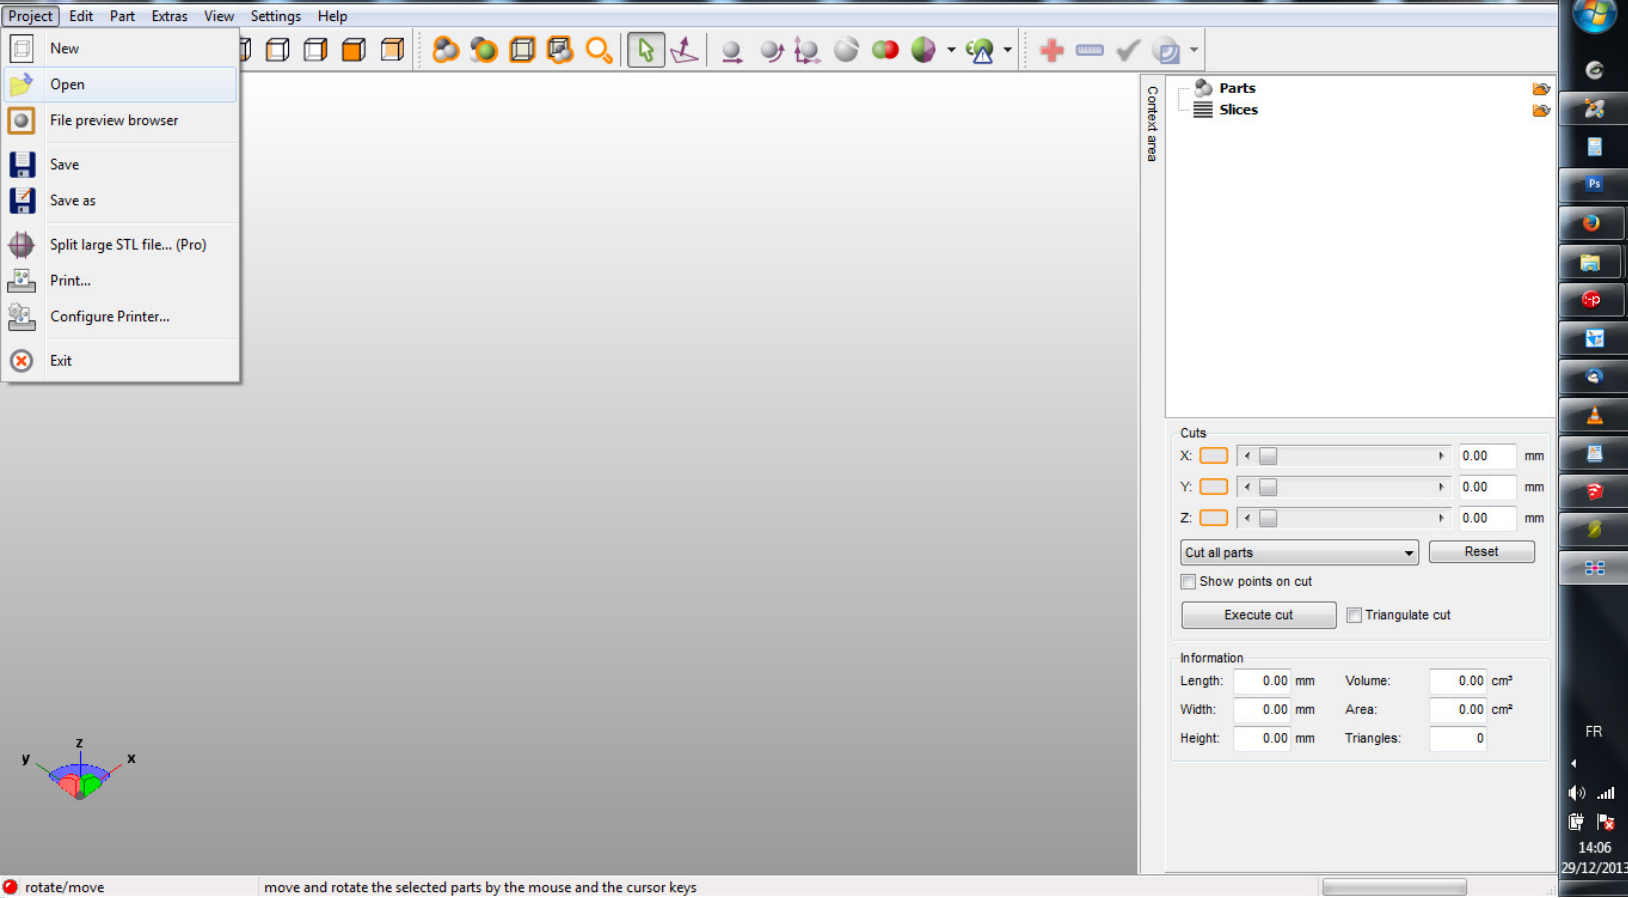 Project Edit Part Extras View Settings Help
New
Open
File preview browser
Save
Save as
Split large STL file... (Pro)
Print...
Configure Printer...
Exit
Context area
Parts
Slices
Cuts
X: 0.00 mm
Y: 0.00 mm
Z: 0.00 mm
Cut all parts Reset
Show points on cut
Execute cut Triangulate cut
Information
Length: 0.00 mm Volume: 0.00 cm³
Width: 0.00 mm Area: 0.00 cm²
Height: 0.00 mm Triangles: 0
z
y x
rotate/move move and rotate the selected parts by the mouse and the cursor keys
Ps
FR
14:06
29/12/2013